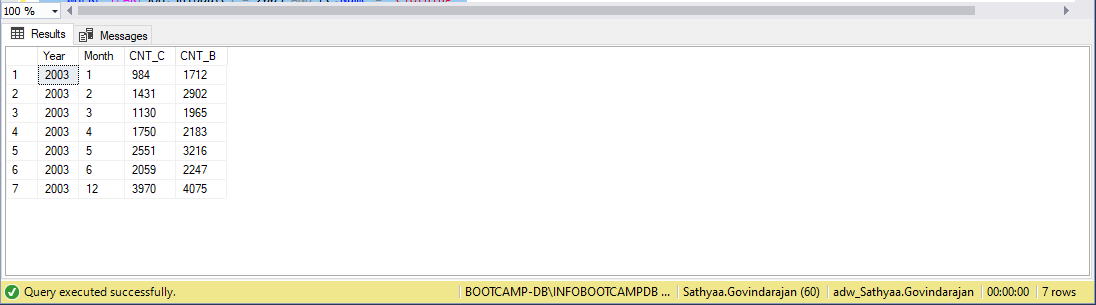 100 %
Results Messages
Year Month CNT_C CNT_B
1 2003 1 984 1712
2 2003 2 1431 2902
3 2003 3 1130 1965
4 2003 4 1750 2183
5 2003 5 2551 3216
6 2003 6 2059 2247
7 2003 12 3970 4075
Query executed successfully. BOOTCAMP-DB\INFOBOOTCAMPDB ... Sathyaa.Govindarajan (60) adw_Sathyaa.Govindarajan 00:00:00 7 rows